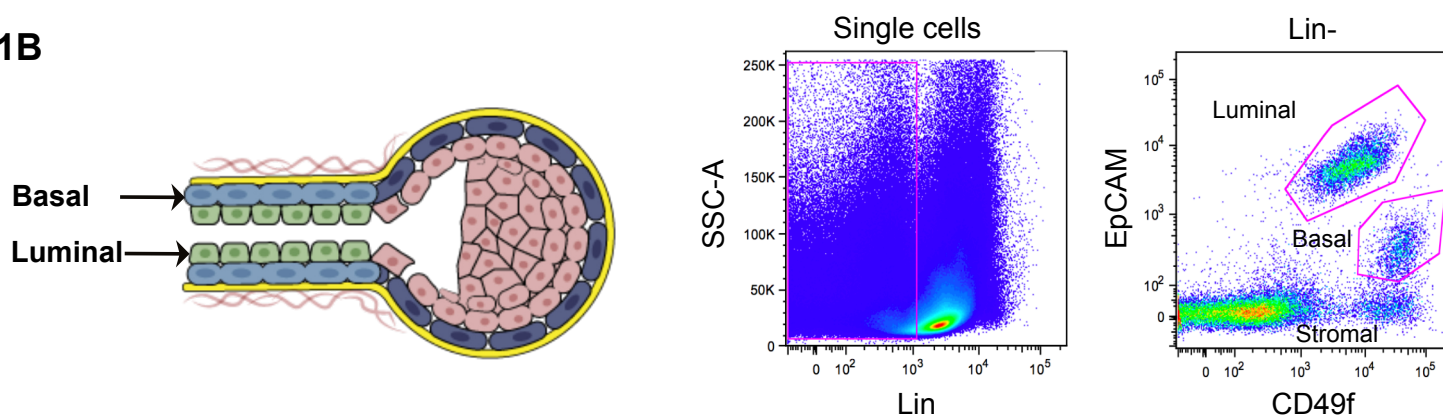 1B
Basal
Luminal
Single cells
250K
200K
150K
100K
50K
0
SSC-A
0 10² 10³ 10⁴ 10⁵
Lin
Lin-
10⁵
10⁴
10³
10²
0
EpCAM
Luminal
Basal
Stromal
0 10² 10³ 10⁴ 10⁵
CD49f